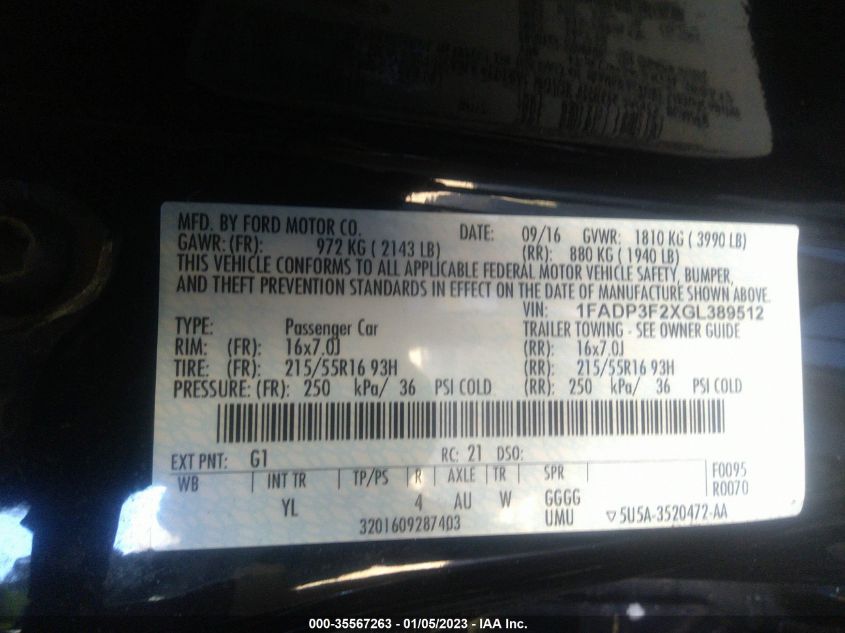 MFD. BY FORD MOTOR CO. DATE: 09/16 GVWR: 1810 KG ( 3990 LB)
GAWR: (FR): 972 KG ( 2143 LB) (RR): 880 KG ( 1940 LB)
THIS VEHICLE CONFORMS TO ALL APPLICABLE FEDERAL MOTOR VEHICLE SAFETY, BUMPER,
AND THEFT PREVENTION STANDARDS IN EFFECT ON THE DATE OF MANUFACTURE SHOWN ABOVE.
VIN: 1FADP3F2XGL389512
TYPE: Passenger Car TRAILER TOWING - SEE OWNER GUIDE
RIM: (FR): 16x7.0J (RR): 16x7.0J
TIRE: (FR): 215/55R16 93H (RR): 215/55R16 93H
PRESSURE: (FR): 250 kPa/ 36 PSI COLD (RR): 250 kPa/ 36 PSI COLD
EXT PNT: G1 RC: 21 DSO:
WB INT TR TP/PS R AXLE TR SPR F0095
R0070
YL 4 AU W GGGG
3201609287403 UMU ▽5U5A-3520472-AA
000-35567263 - 01/05/2023 - IAA Inc.